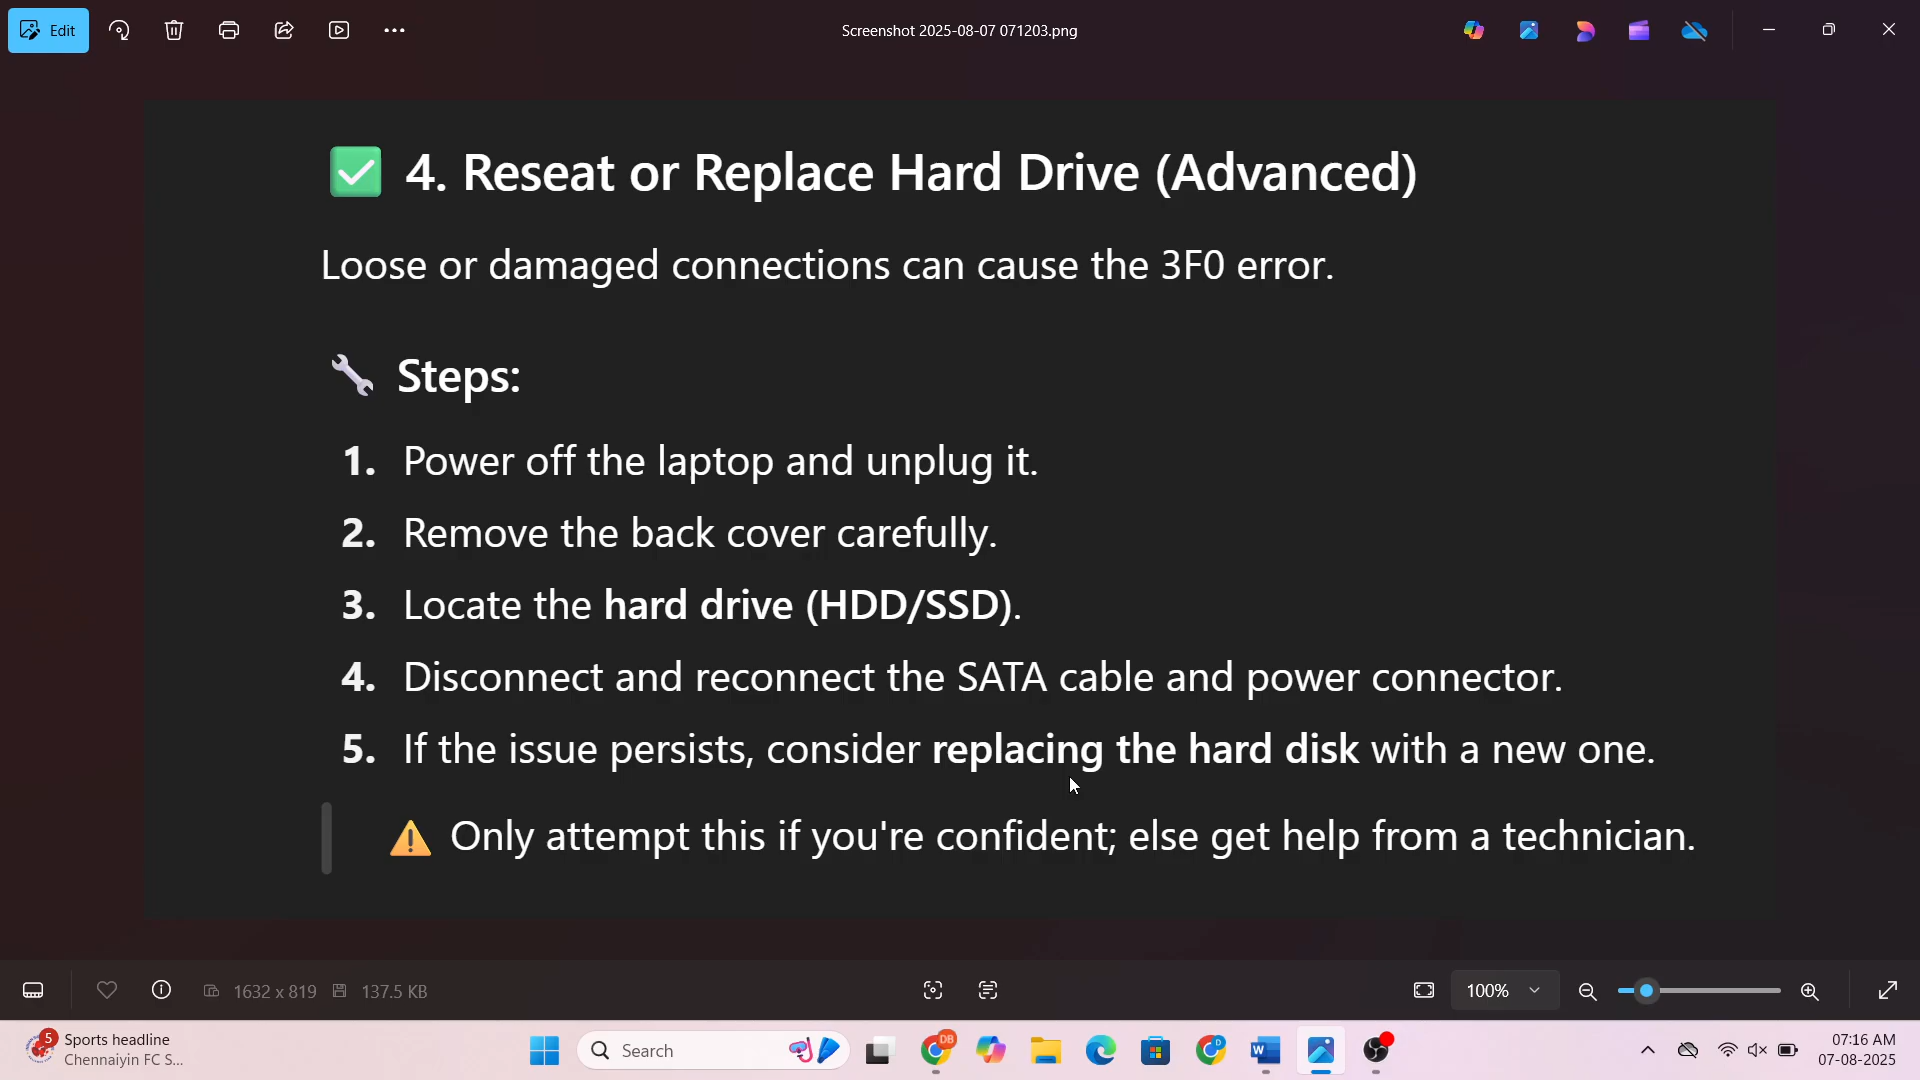 Edit
Screenshot 2025-08-07 071203.png
✅ 4. Reseat or Replace Hard Drive (Advanced)
Loose or damaged connections can cause the 3F0 error.
🔧 Steps:
1. Power off the laptop and unplug it.
2. Remove the back cover carefully.
3. Locate the hard drive (HDD/SSD).
4. Disconnect and reconnect the SATA cable and power connector.
5. If the issue persists, consider replacing the hard disk with a new one.
⚠️ Only attempt this if you're confident; else get help from a technician.
1632 x 819 137.5 KB 100%
5 Sports headline
Chennaiyin FC S...
Search
DB
D
W
07:16 AM
07-08-2025